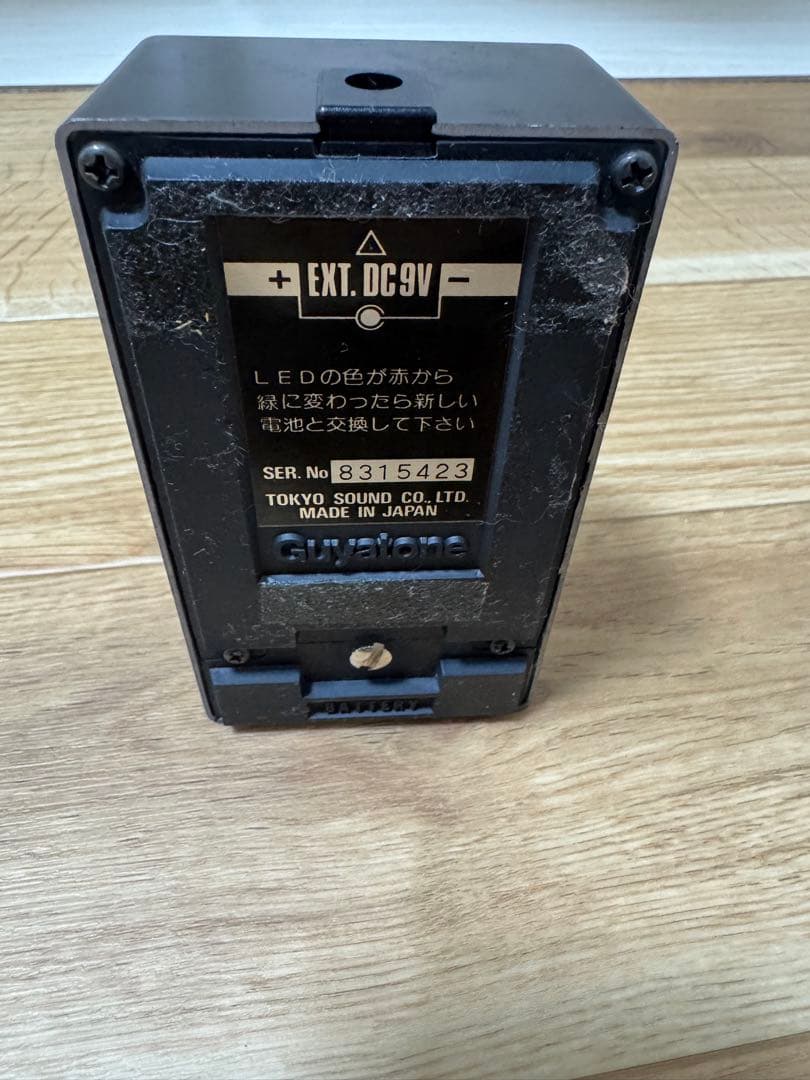 + EXT. DC9V −
LEDの色が赤から
緑に変わったら新しい
電池と交換して下さい
SER. No 8315423
TOKYO SOUND CO., LTD.
MADE IN JAPAN
Guyatone
BATTERY